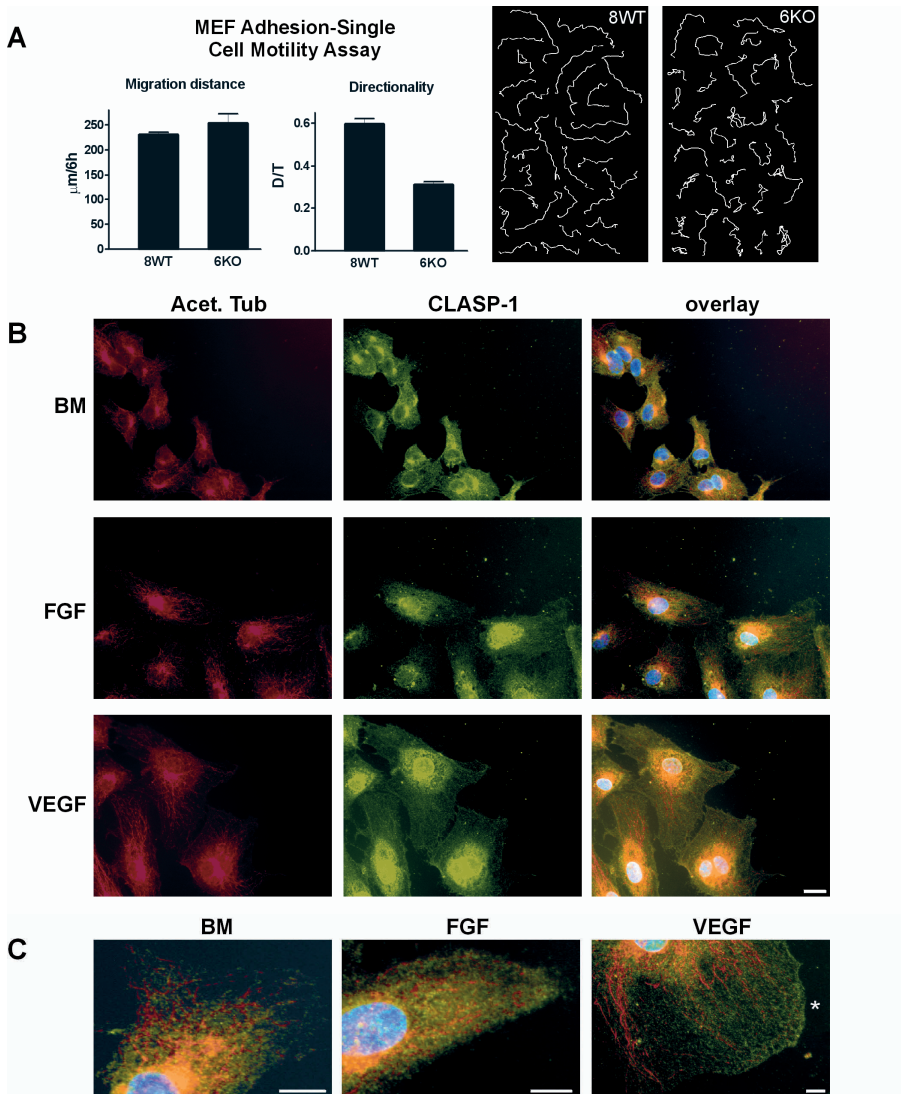 A
MEF Adhesion-Single
Cell Motility Assay
Migration distance
μm/6h
250
200
150
100
50
0
8WT
6KO
Directionality
D/T
0.6
0.4
0.2
0.0
8WT
6KO
8WT
6KO
B
Acet. Tub
CLASP-1
overlay
BM
FGF
VEGF
C
BM
FGF
VEGF
*